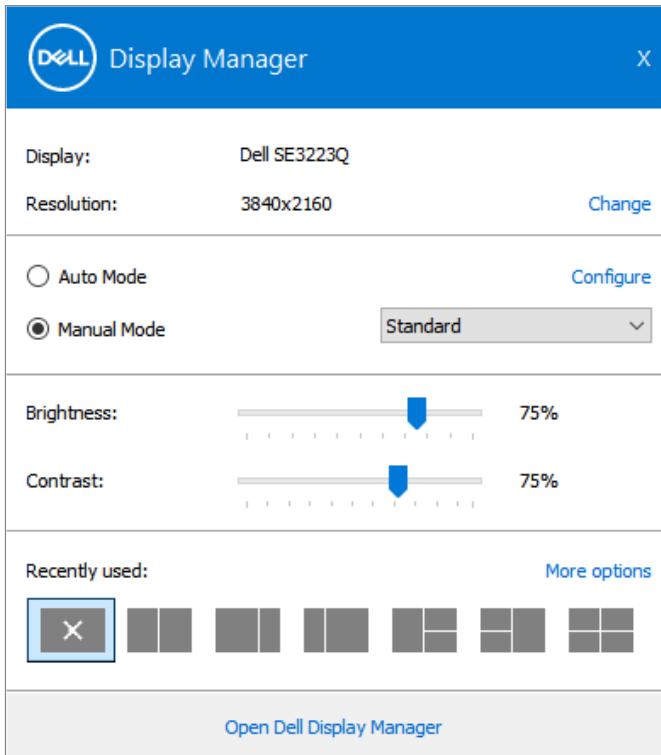 DELL Display Manager X
Display: Dell SE3223Q
Resolution: 3840x2160 Change
Auto Mode Configure
Manual Mode Standard
Brightness: 75%
Contrast: 75%
Recently used: More options
Open Dell Display Manager